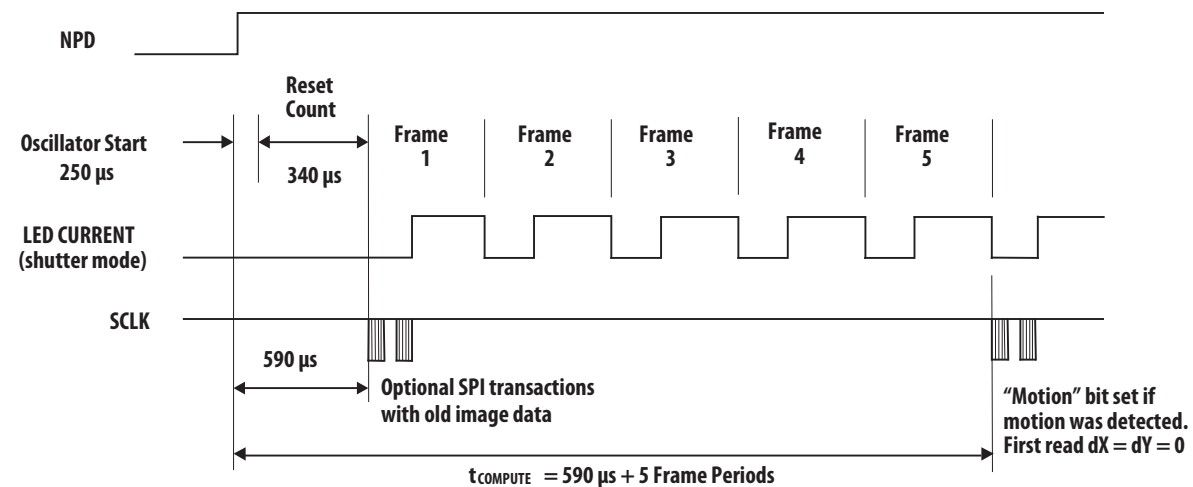 NPD
Reset
Count
Oscillator Start
250 µs
340 µs
Frame
1
Frame
2
Frame
3
Frame
4
Frame
5
LED CURRENT
(shutter mode)
SCLK
590 µs
Optional SPI transactions
with old image data
“Motion” bit set if
motion was detected.
First read dX = dY = 0
tCOMPUTE = 590 µs + 5 Frame Periods